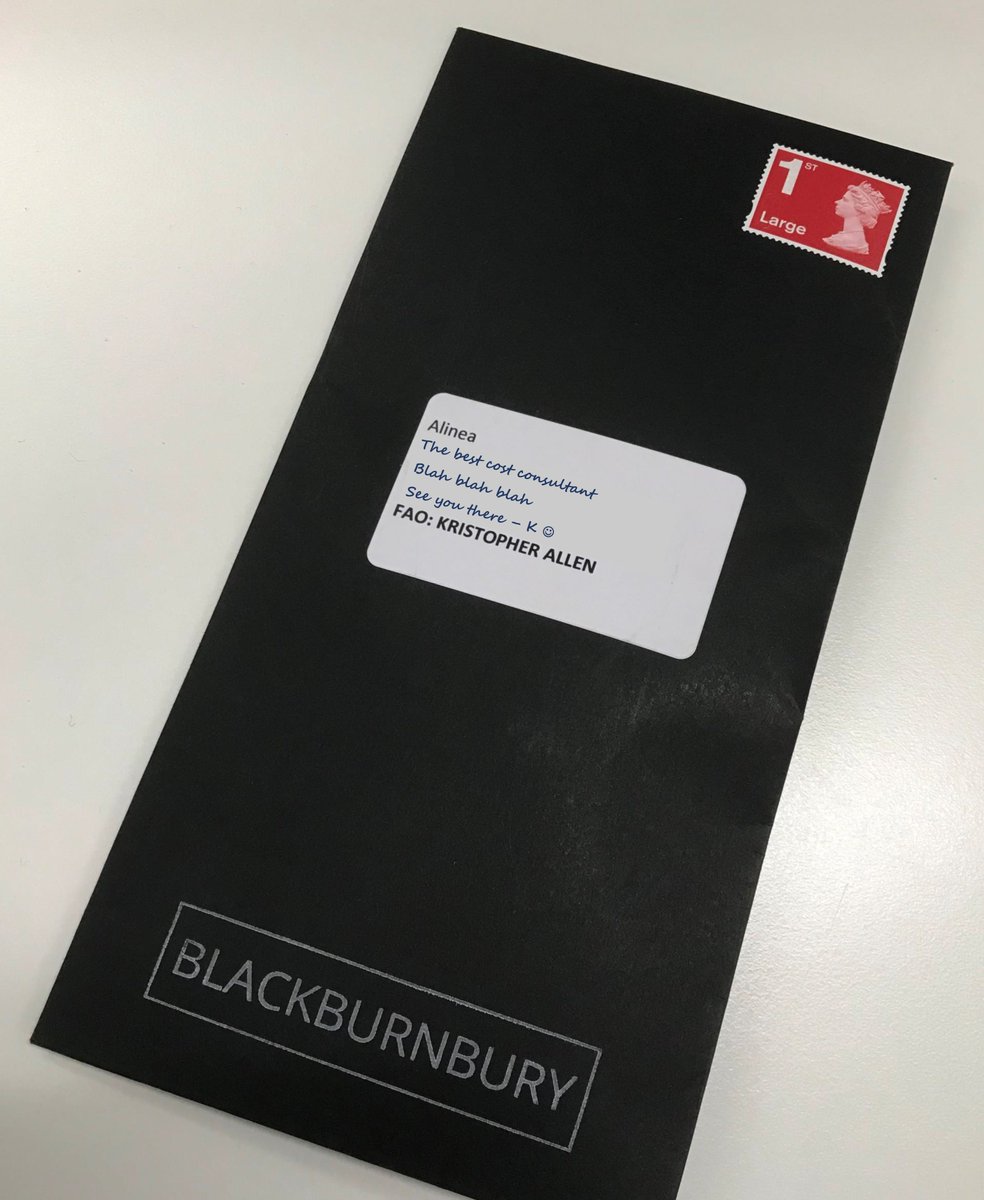 1ST
Large
Alinea
The best cost consultant
Blah blah blah
See you there – K ☺
FAO: KRISTOPHER ALLEN
BLACKBURNBURY